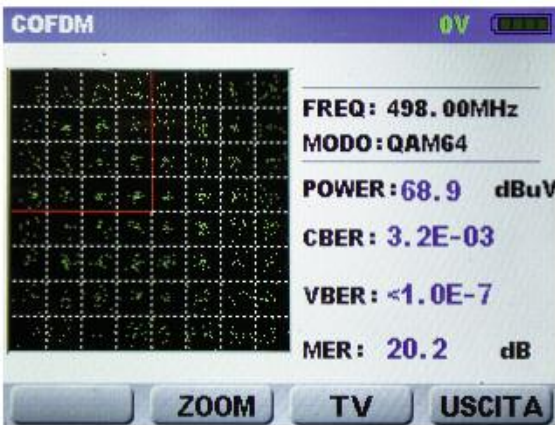 COFDM 0V
FREQ: 498.00MHz
MODO:QAM64
POWER:68.9 dBuV
CBER: 3.2E-03
VBER: <1.0E-7
MER: 20.2 dB
ZOOM TV USCITA